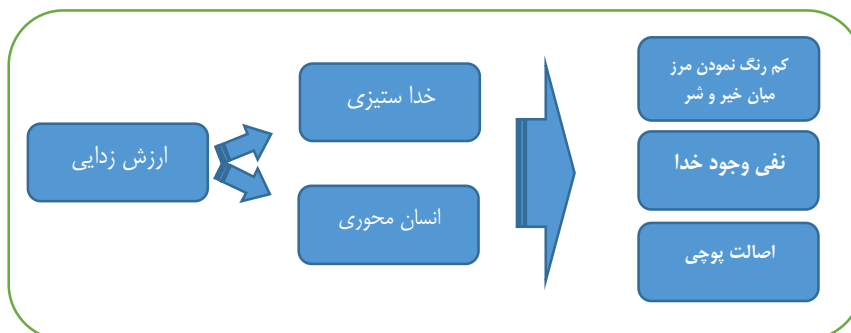 ارزش زدایی
خدا ستیزی
انسان محوری
کم رنگ نمودن مرز
میان خیر و شر
نفی وجود خدا
اصالت پوچی